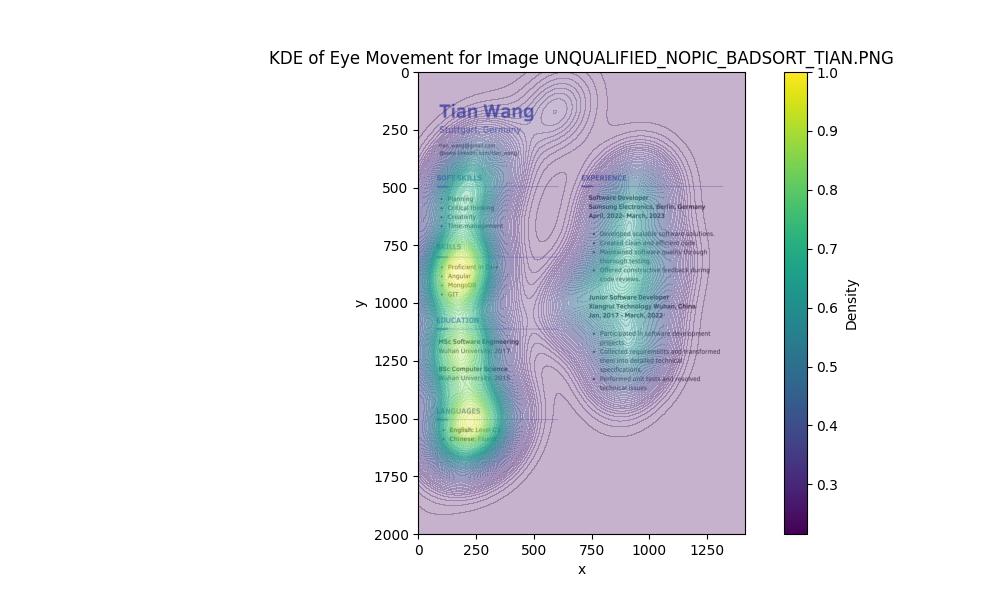 KDE of Eye Movement for Image UNQUALIFIED_NOPIC_BADSORT_TIAN.PNG
Tian Wang
Stuttgart, Germany
tian_wang@gmail.com
@www.linkedin.com/tian_wang
SOFT SKILLS
• Planning
• Critical thinking
• Creativity
• Time-management
SKILLS
• Proficient in C++
• Angular
• MongoDB
• GIT
EDUCATION
MSc Software Engineering
Wuhan University, 2017
BSc Computer Science
Wuhan University, 2015
LANGUAGES
• English: Level C1
• Chinese: Fluent
EXPERIENCE
Software Developer
Samsung Electronics, Berlin, Germany
April, 2022- March, 2023
• Developed scalable software solutions.
• Created clean and efficient code.
• Maintained software quality through
thorough testing.
• Offered constructive feedback during
code reviews.
Junior Software Developer
Xiangrui Technology Wuhan, China
Jan, 2017 - March, 2022
• Participated in software development
projects.
• Collected requirements and transformed
them into detailed technical
specifications.
• Performed unit tests and resolved
technical issues
0
250
500
750
1000
1250
1500
1750
2000
y
0 250 500 750 1000 1250
x
1.0
0.9
0.8
0.7
0.6
0.5
0.4
0.3
Density